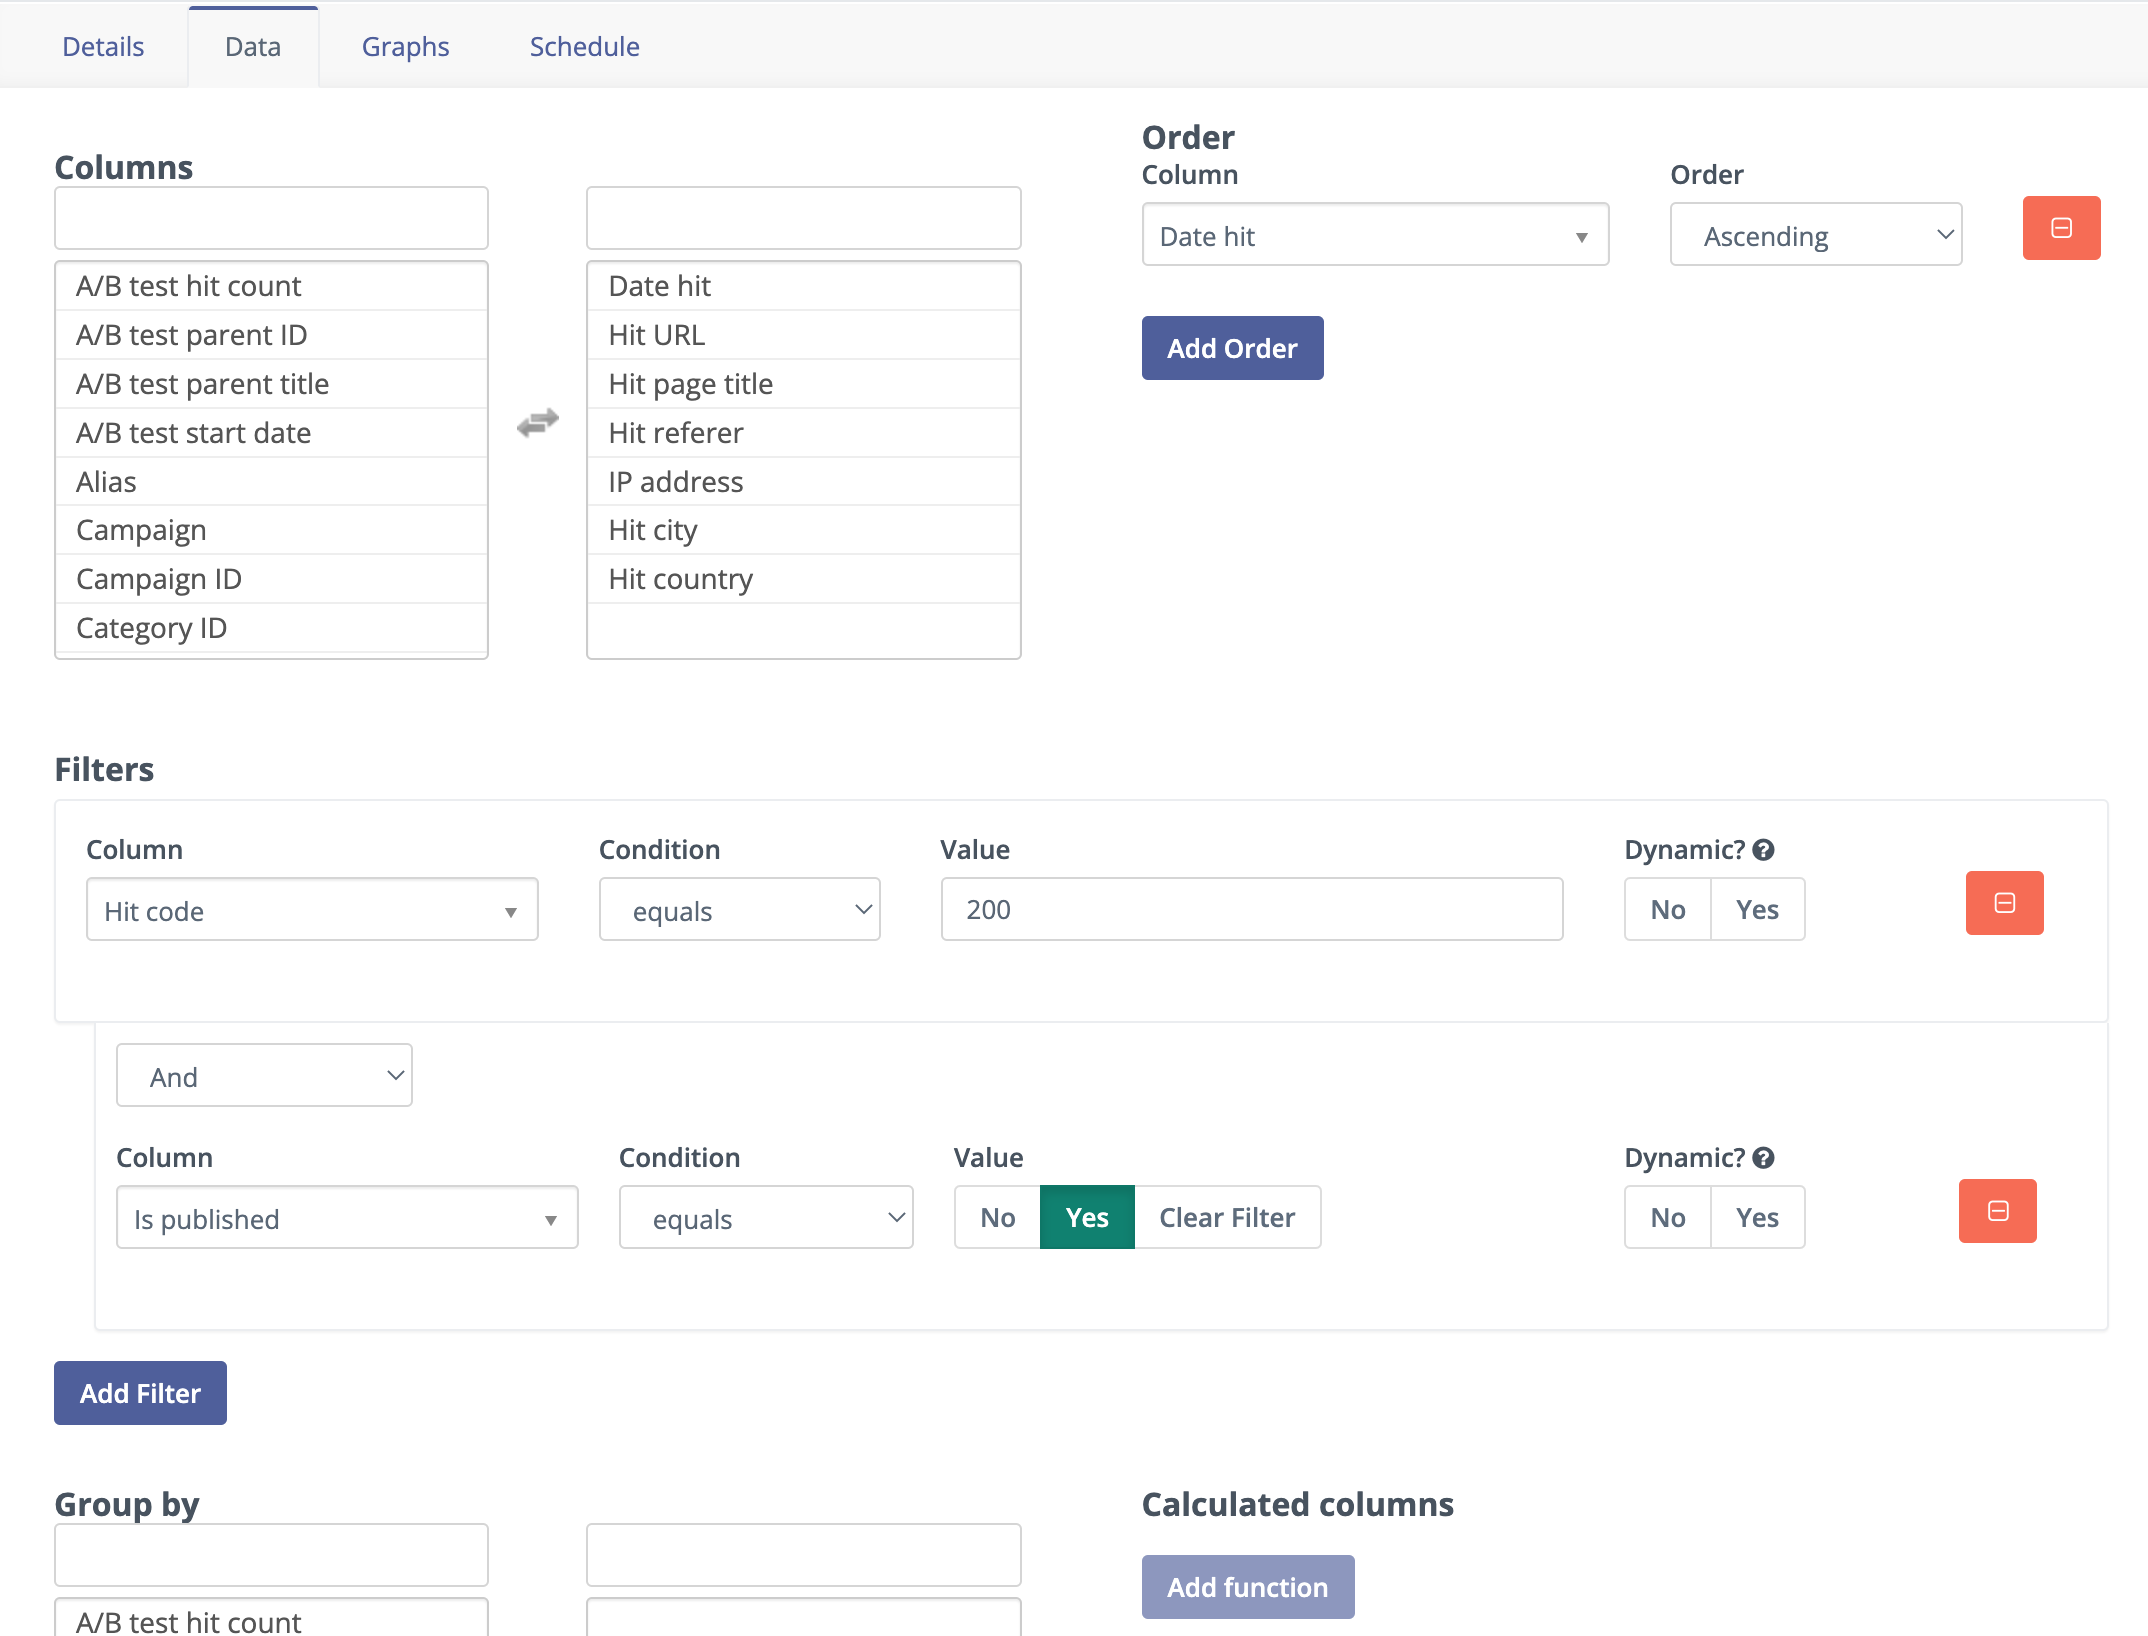 Details
Data
Graphs
Schedule
Columns
A/B test hit count
A/B test parent ID
A/B test parent title
A/B test start date
Alias
Campaign
Campaign ID
Category ID
Date hit
Hit URL
Hit page title
Hit referer
IP address
Hit city
Hit country
Order
Column
Order
Date hit
Ascending
Add Order
Filters
Column
Condition
Value
Dynamic?
Hit code
equals
200
No
Yes
And
Column
Condition
Value
Dynamic?
Is published
equals
No
Yes
Clear Filter
No
Yes
Add Filter
Group by
A/B test hit count
Calculated columns
Add function